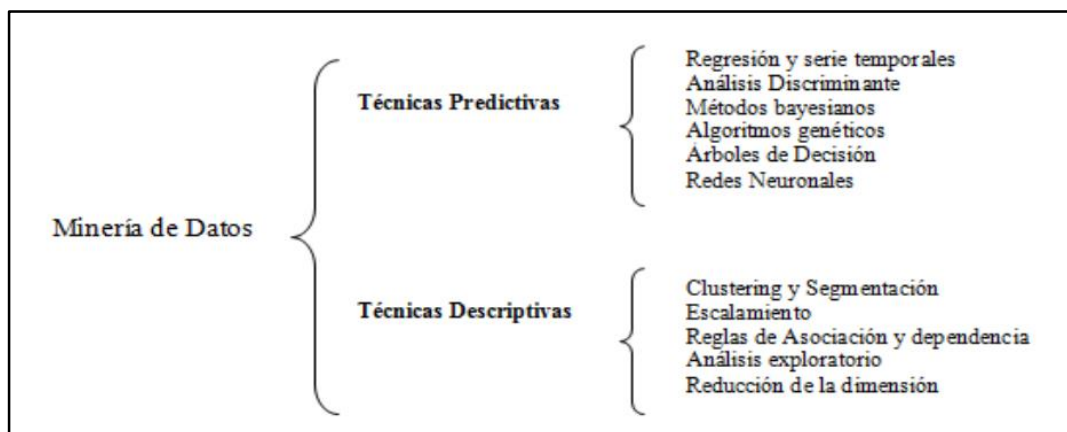 Minería de Datos
Técnicas Predictivas
Regresión y serie temporales
Análisis Discriminante
Métodos bayesianos
Algoritmos genéticos
Árboles de Decisión
Redes Neuronales
Técnicas Descriptivas
Clustering y Segmentación
Escalamiento
Reglas de Asociación y dependencia
Análisis exploratorio
Reducción de la dimensión